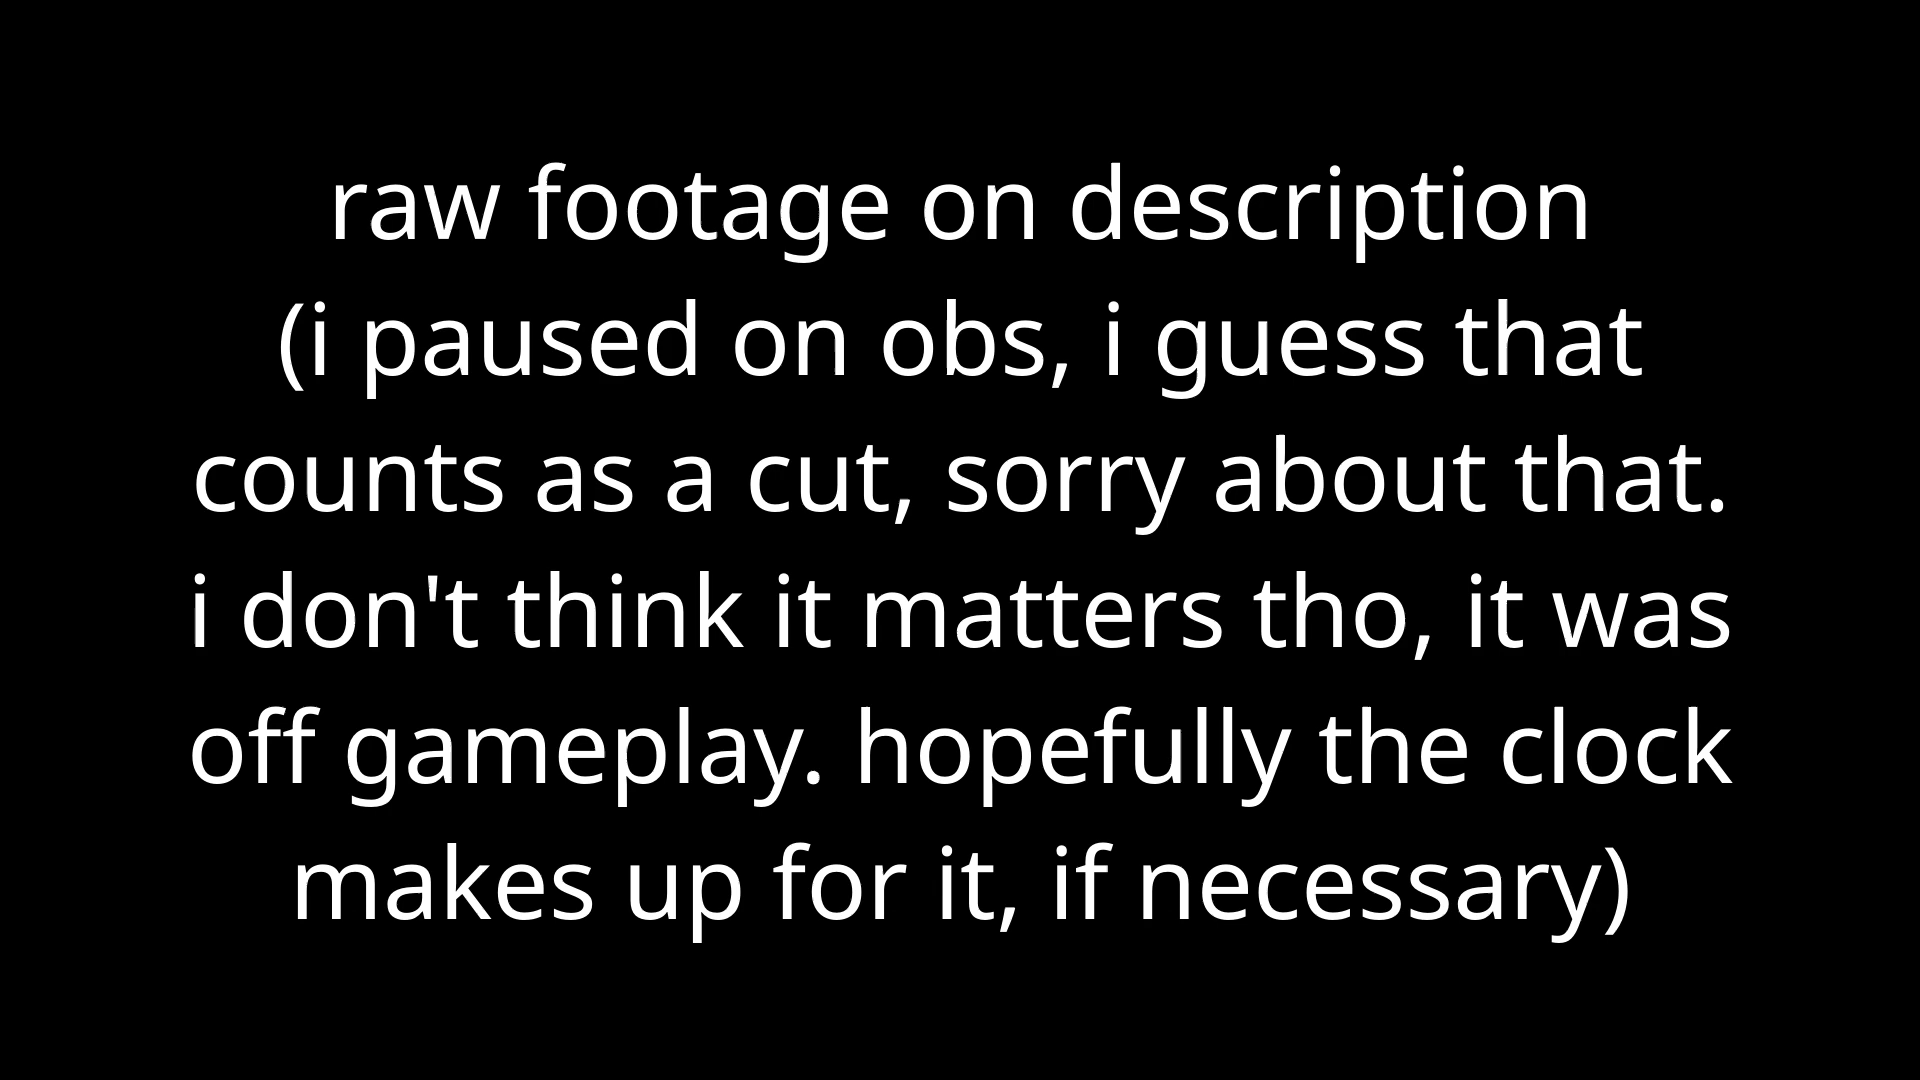 raw footage on description
(i paused on obs, i guess that
counts as a cut, sorry about that.
i don't think it matters tho, it was
off gameplay. hopefully the clock
makes up for it, if necessary)